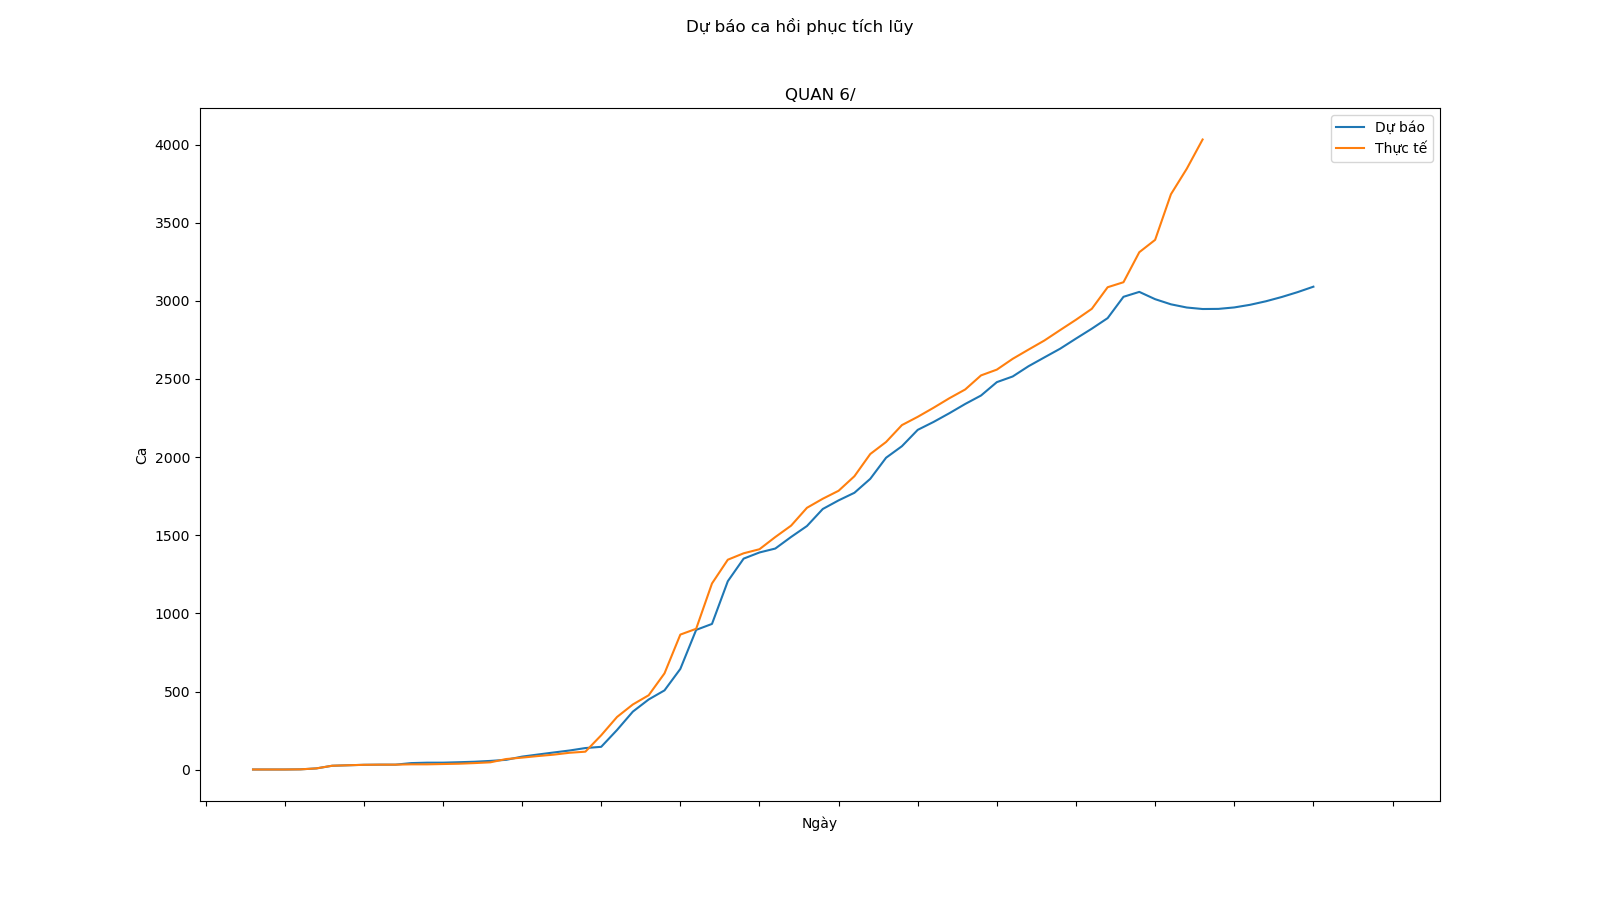 Dự báo ca hồi phục tích lũy
QUAN 6/
Dự báo
Thực tế
4000
3500
3000
2500
2000
1500
1000
500
0
Ca
Ngày